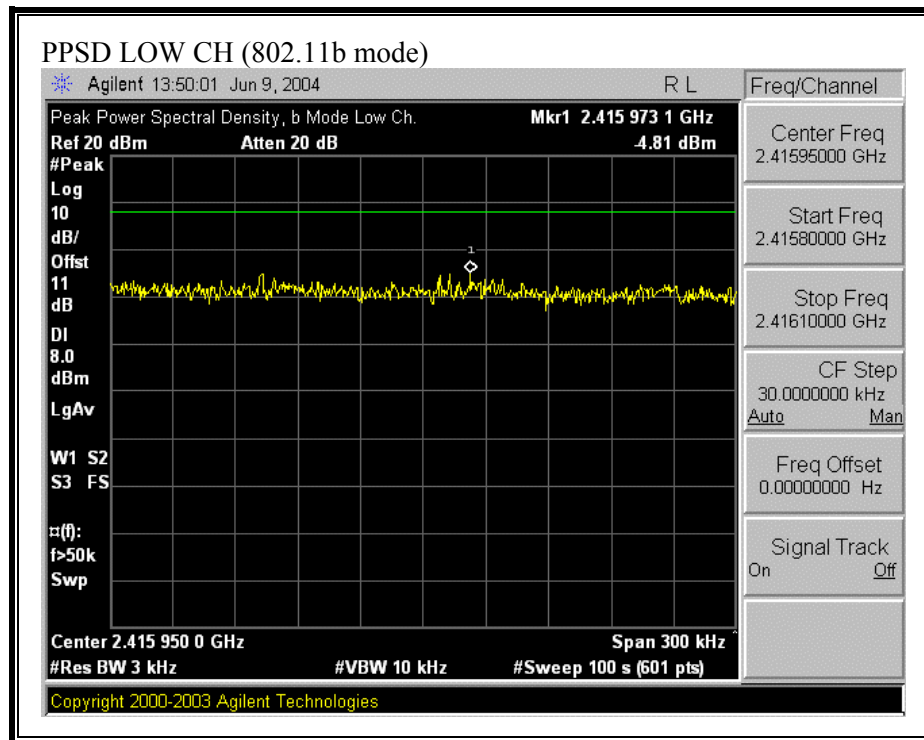 PPSD LOW CH (802.11b mode)
Agilent 13:50:01 Jun 9, 2004 R L
Peak Power Spectral Density, b Mode Low Ch. Mkr1 2.415 973 1 GHz
Ref 20 dBm Atten 20 dB -4.81 dBm
#Peak
Log
10
dB/
Offst
11
dB
DI
8.0
dBm
LgAv
W1 S2
S3 FS
¤(f):
f>50k
Swp
1
Center 2.415 950 0 GHz Span 300 kHz ^
#Res BW 3 kHz #VBW 10 kHz #Sweep 100 s (601 pts)
Copyright 2000-2003 Agilent Technologies
Freq/Channel
Center Freq
2.41595000 GHz
Start Freq
2.41580000 GHz
Stop Freq
2.41610000 GHz
CF Step
30.0000000 kHz
Auto Man
Freq Offset
0.00000000 Hz
Signal Track
On Off